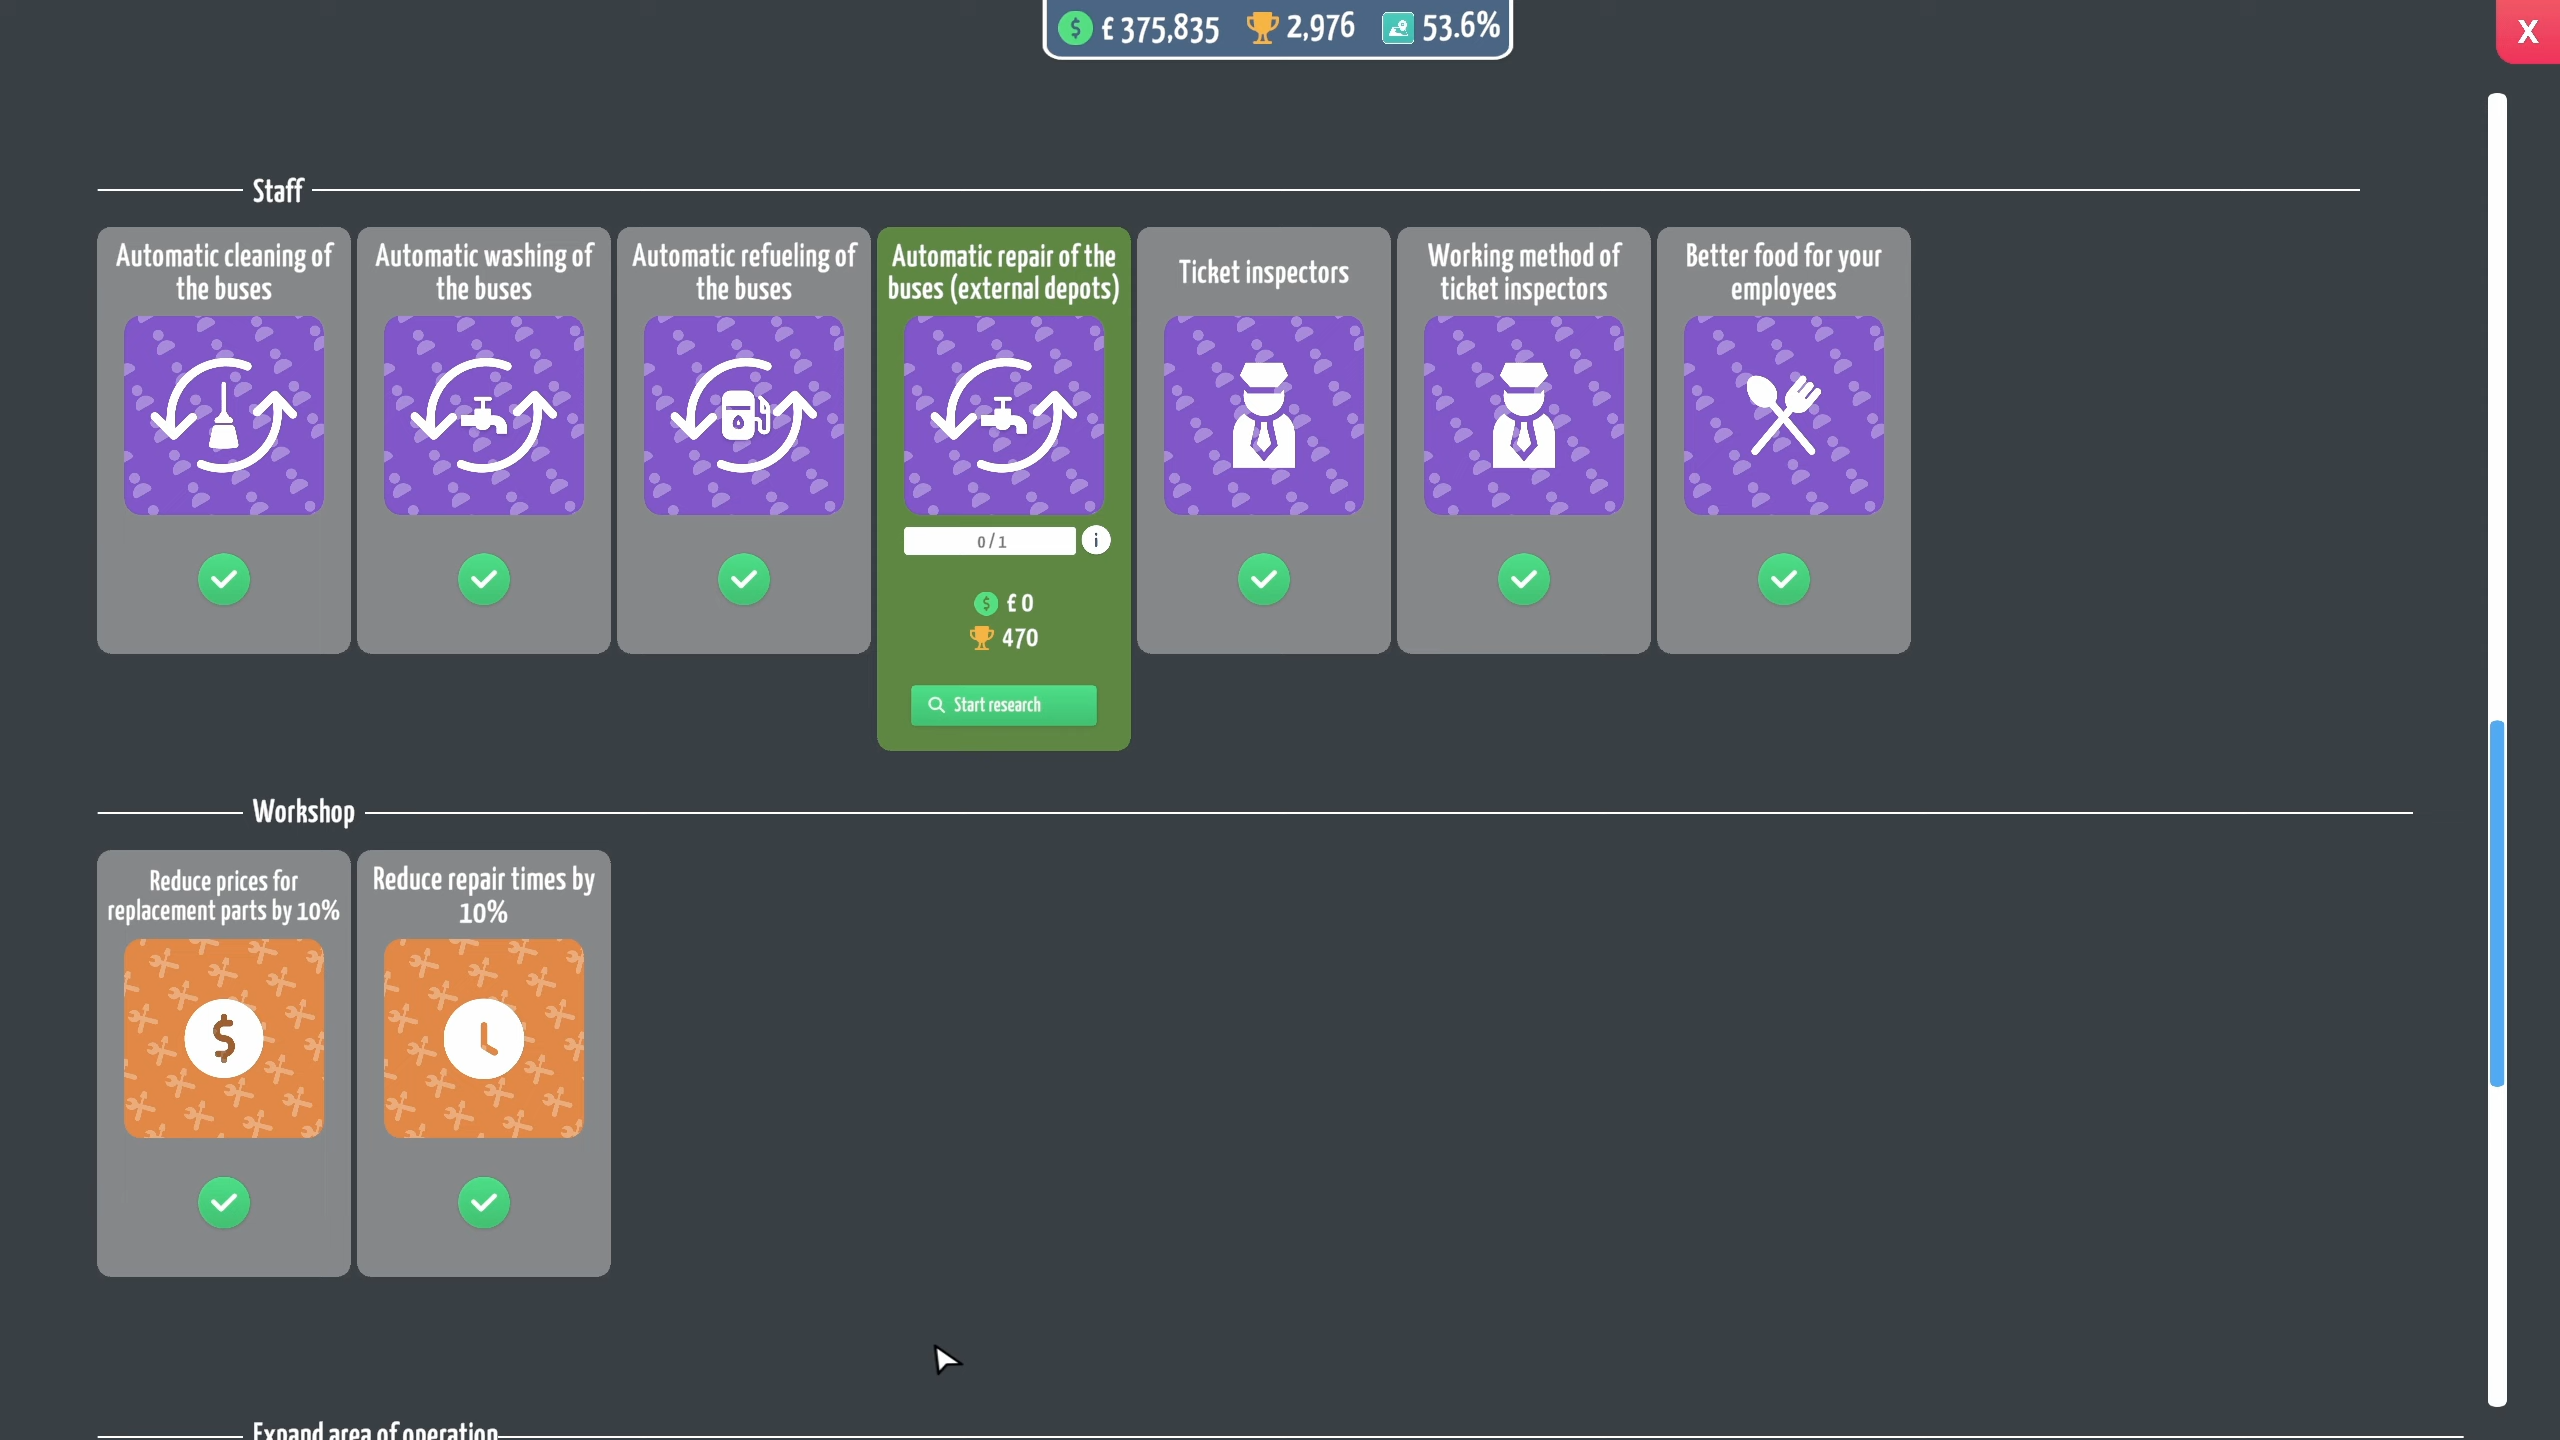 £ 375,835 2,976 53.6%
X
Staff
Automatic cleaning of
the buses
Automatic washing of
the buses
Automatic refueling of
the buses
Automatic repair of the
buses (external depots)
0 / 1
i
£ 0
470
Start research
Ticket inspectors
Working method of
ticket inspectors
Better food for your
employees
Workshop
Reduce prices for
replacement parts by 10%
Reduce repair times by
10%
Expand area of operation